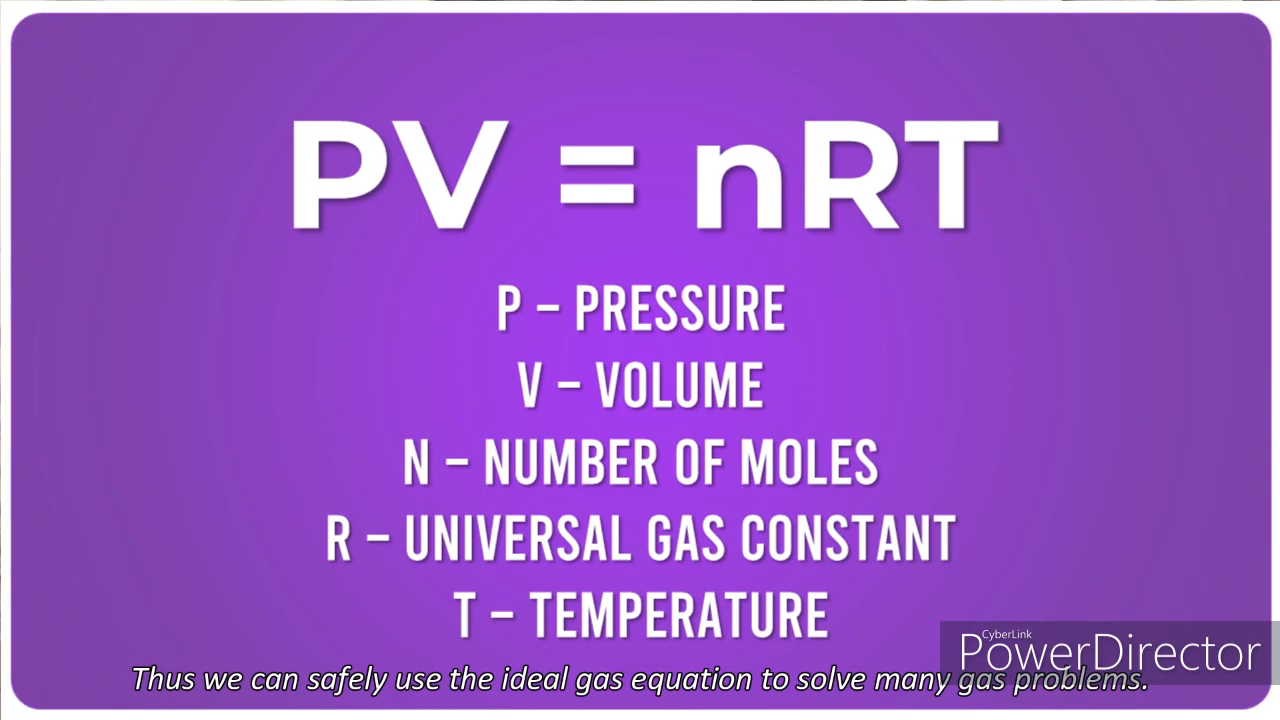 PV = nRT
P – PRESSURE
V – VOLUME
N – NUMBER OF MOLES
R – UNIVERSAL GAS CONSTANT
T – TEMPERATURE
CyberLink
PowerDirector
Thus we can safely use the ideal gas equation to solve many gas problems.